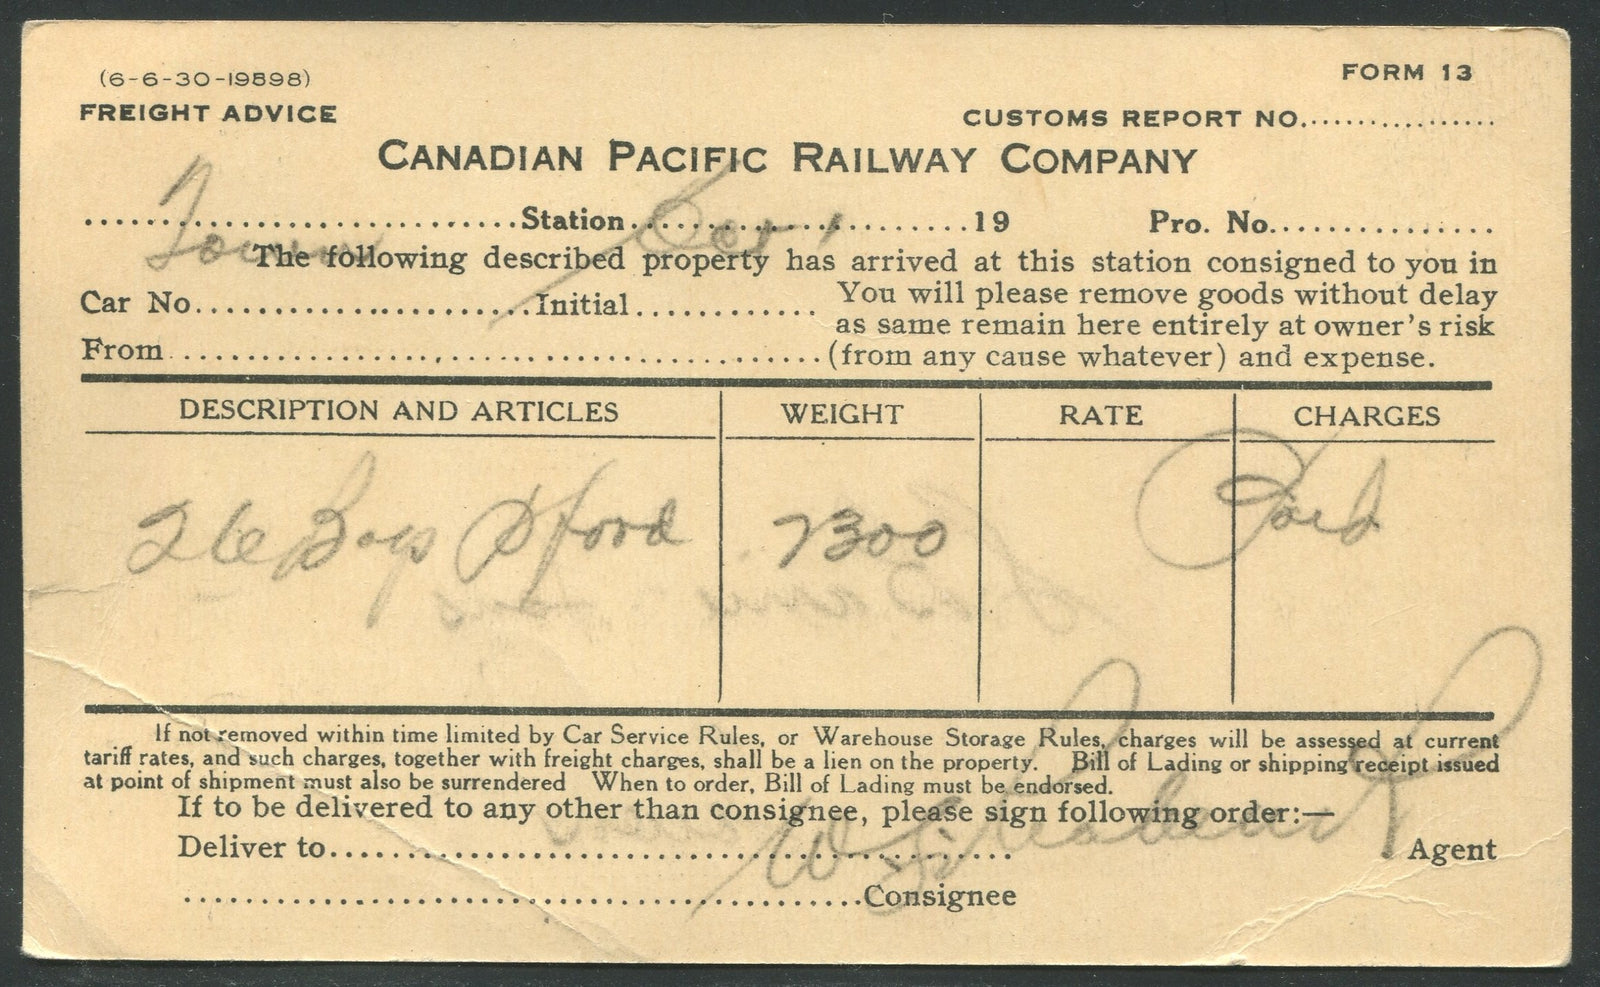 (6-6-30-19898)
FORM 13
FREIGHT ADVICE
CUSTOMS REPORT NO................
CANADIAN PACIFIC RAILWAY COMPANY
..............................Station........................19 Pro. No................
The following described property has arrived at this station consigned to you in
Car No........................Initial............. You will please remove goods without delay
as same remain here entirely at owner's risk
From..........................................(from any cause whatever) and expense.
DESCRIPTION AND ARTICLES WEIGHT RATE CHARGES
26 Bags 2300 Paid
If not removed within time limited by Car Service Rules, or Warehouse Storage Rules, charges will be assessed at current
tariff rates, and such charges, together with freight charges, shall be a lien on the property. Bill of Lading or shipping receipt issued
at point of shipment must also be surrendered When to order, Bill of Lading must be endorsed.
If to be delivered to any other than consignee, please sign following order:—
Deliver to.................................................. Agent
..................................................Consignee